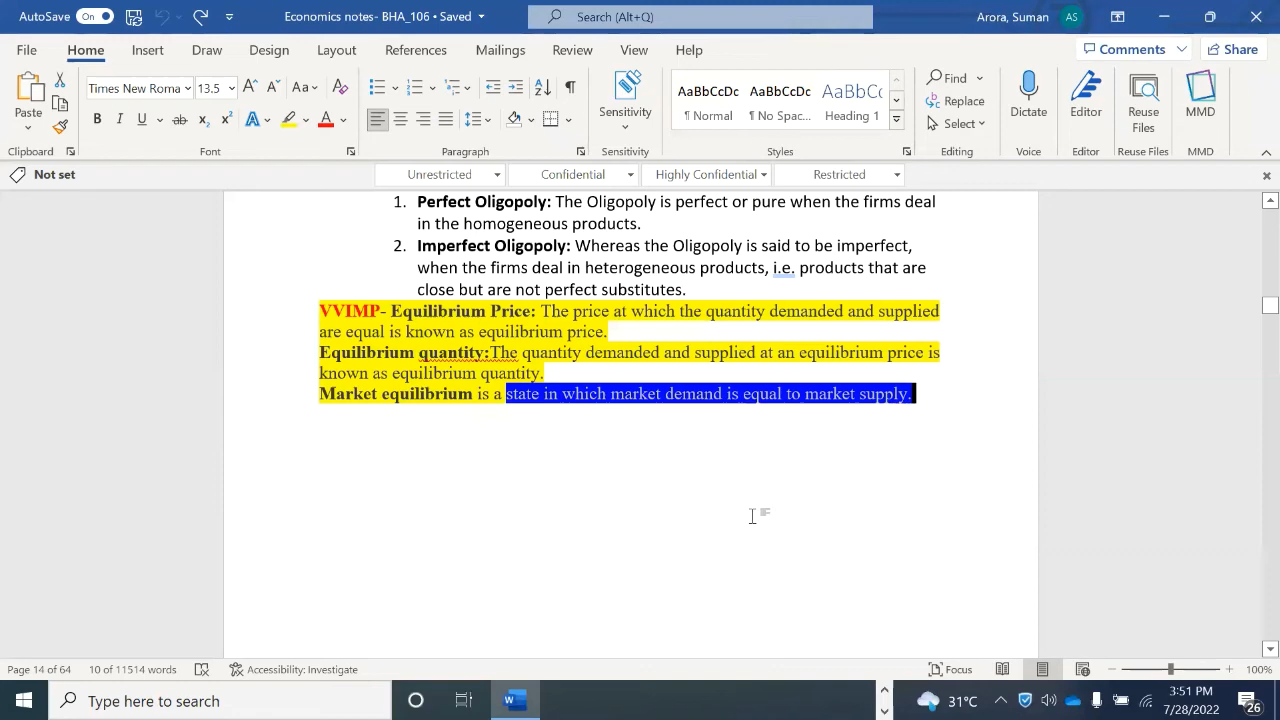 AutoSave On Economics notes- BHA_106 • Saved Search (Alt+Q) Arora, Suman AS
File Home Insert Draw Design Layout References Mailings Review View Help Comments Share
Times New Roma 13.5 A A Aa A
Paste B I U ab x₂ x² A A
AaBbCcDc AaBbCcDc AaBbCc
¶ Normal ¶ No Spac... Heading 1
Find
Replace
Select
Sensitivity Dictate Editor Reuse Files MMD
Clipboard Font Paragraph Sensitivity Styles Editing Voice Editor Reuse Files MMD
Not set Unrestricted Confidential Highly Confidential Restricted
1. Perfect Oligopoly: The Oligopoly is perfect or pure when the firms deal
in the homogeneous products.
2. Imperfect Oligopoly: Whereas the Oligopoly is said to be imperfect,
when the firms deal in heterogeneous products, i.e. products that are
close but are not perfect substitutes.
VVIMP- Equilibrium Price: The price at which the quantity demanded and supplied
are equal is known as equilibrium price.
Equilibrium quantity:The quantity demanded and supplied at an equilibrium price is
known as equilibrium quantity.
Market equilibrium is a state in which market demand is equal to market supply.
Page 14 of 64 10 of 11514 words Accessibility: Investigate Focus 100%
Type here to search 31°C 3:51 PM
7/28/2022 26